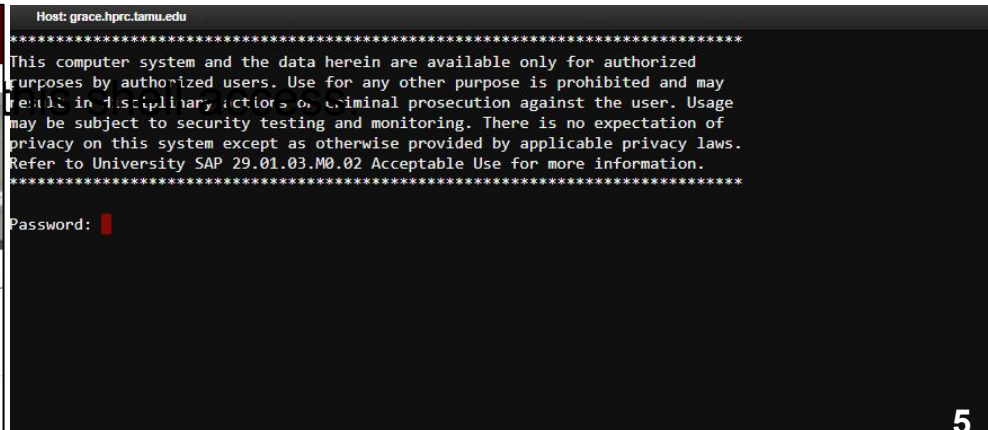 Host: grace.hprc.tamu.edu
*******************************************************************************
This computer system and the data herein are available only for authorized
purposes by authorized users. Use for any other purpose is prohibited and may
result in disciplinary actions or criminal prosecution against the user. Usage
may be subject to security testing and monitoring. There is no expectation of
privacy on this system except as otherwise provided by applicable privacy laws.
Refer to University SAP 29.01.03.M0.02 Acceptable Use for more information.
*******************************************************************************
this shell access.
Password:
5